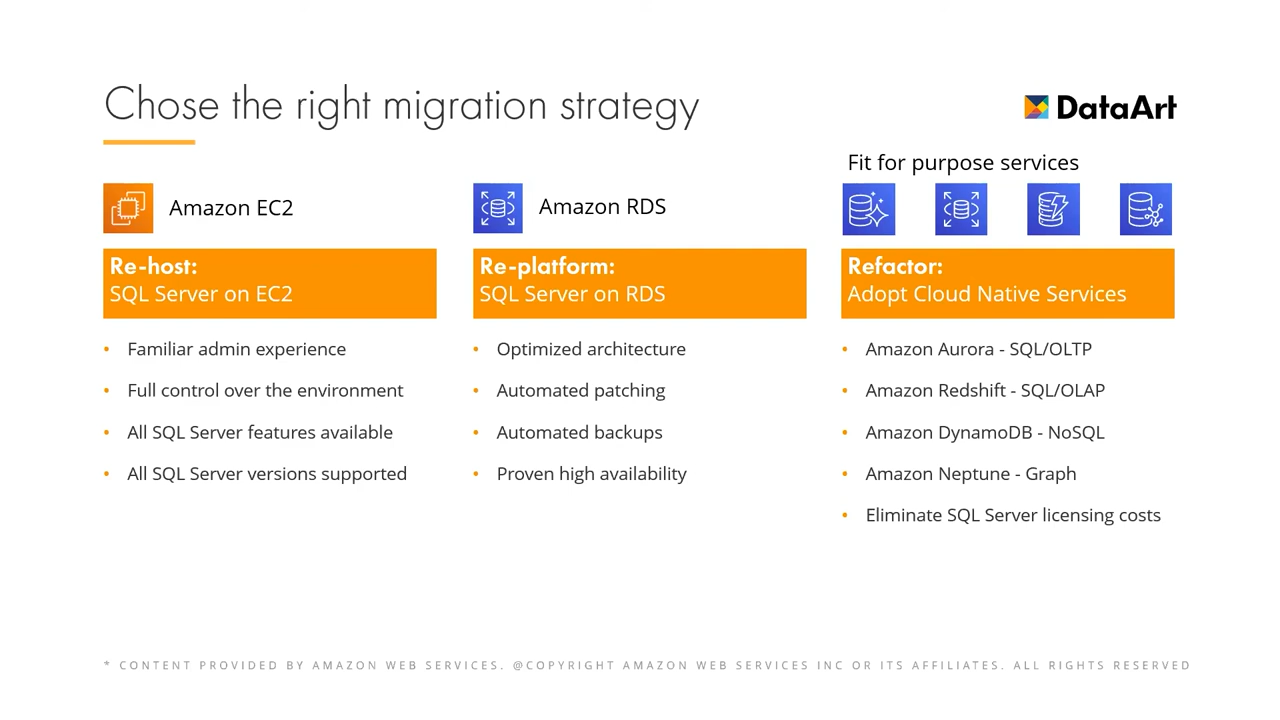 Chose the right migration strategy
DataArt
Amazon EC2
Re-host:
SQL Server on EC2
• Familiar admin experience
• Full control over the environment
• All SQL Server features available
• All SQL Server versions supported
Amazon RDS
Re-platform:
SQL Server on RDS
• Optimized architecture
• Automated patching
• Automated backups
• Proven high availability
Fit for purpose services
Refactor:
Adopt Cloud Native Services
• Amazon Aurora - SQL/OLTP
• Amazon Redshift - SQL/OLAP
• Amazon DynamoDB - NoSQL
• Amazon Neptune - Graph
• Eliminate SQL Server licensing costs
* CONTENT PROVIDED BY AMAZON WEB SERVICES. @COPYRIGHT AMAZON WEB SERVICES INC OR ITS AFFILIATES. ALL RIGHTS RESERVED